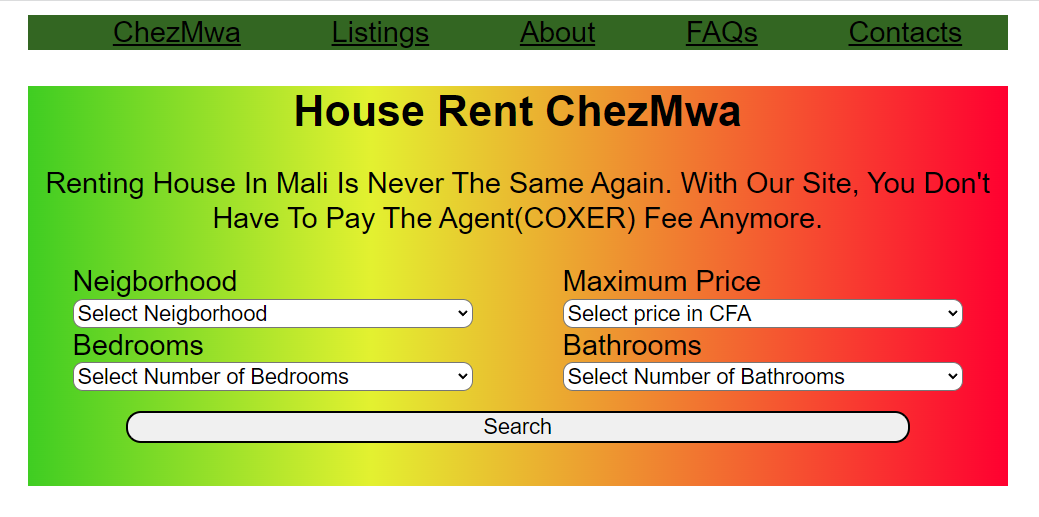 ChezMwa Listings About FAQs Contacts
House Rent ChezMwa
Renting House In Mali Is Never The Same Again. With Our Site, You Don't
Have To Pay The Agent(COXER) Fee Anymore.
Neigborhood Maximum Price
Select Neigborhood Select price in CFA
Bedrooms Bathrooms
Select Number of Bedrooms Select Number of Bathrooms
Search